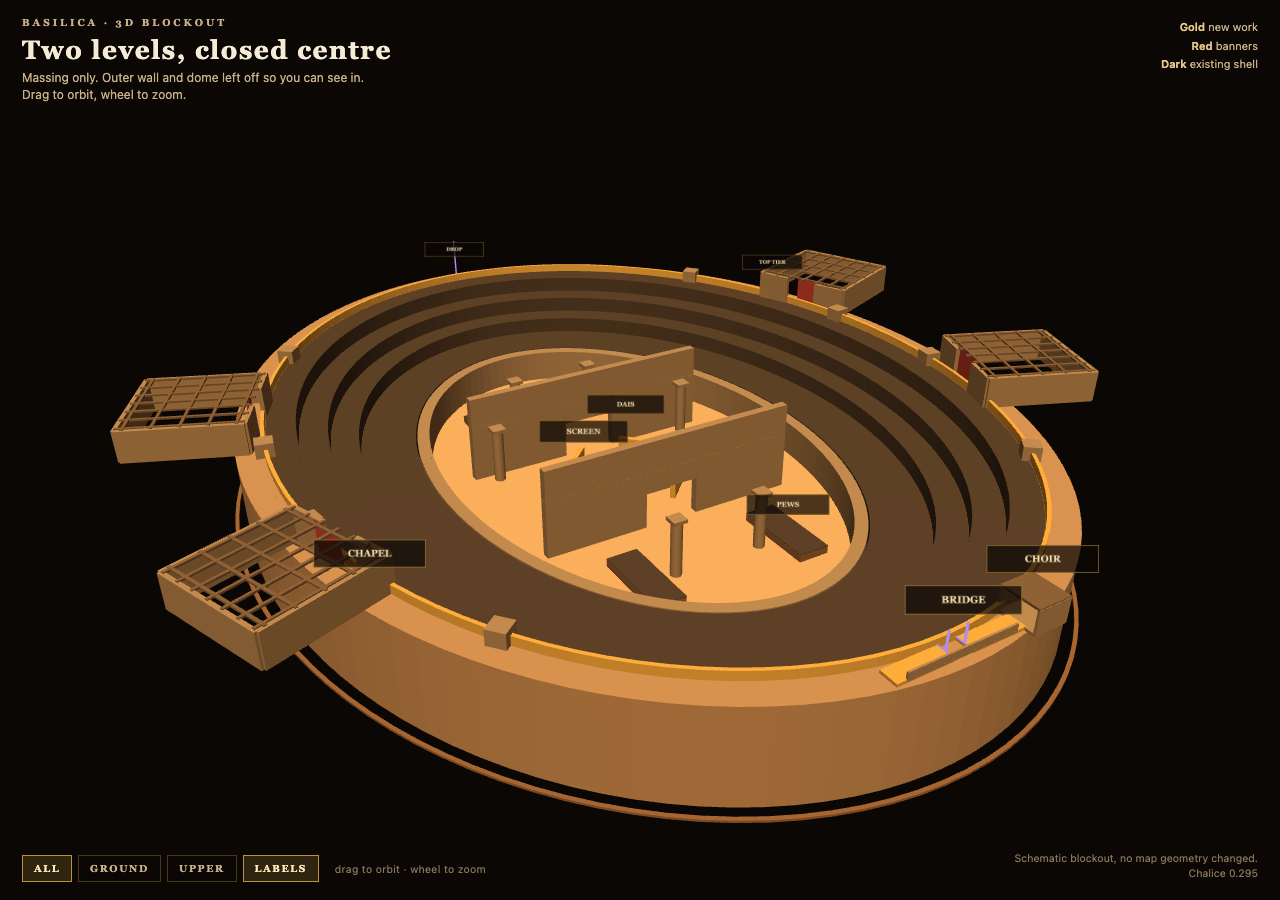 BASILICA · 3D BLOCKOUT
Two levels, closed centre
Massing only. Outer wall and dome left off so you can see in.
Drag to orbit, wheel to zoom.
Gold new work
Red banners
Dark existing shell
DROP
TOP TIER
DAIS
SCREEN
PEWS
CHAPEL
CHOIR
BRIDGE
ALL
GROUND
UPPER
LABELS
drag to orbit · wheel to zoom
Schematic blockout, no map geometry changed.
Chalice 0.295